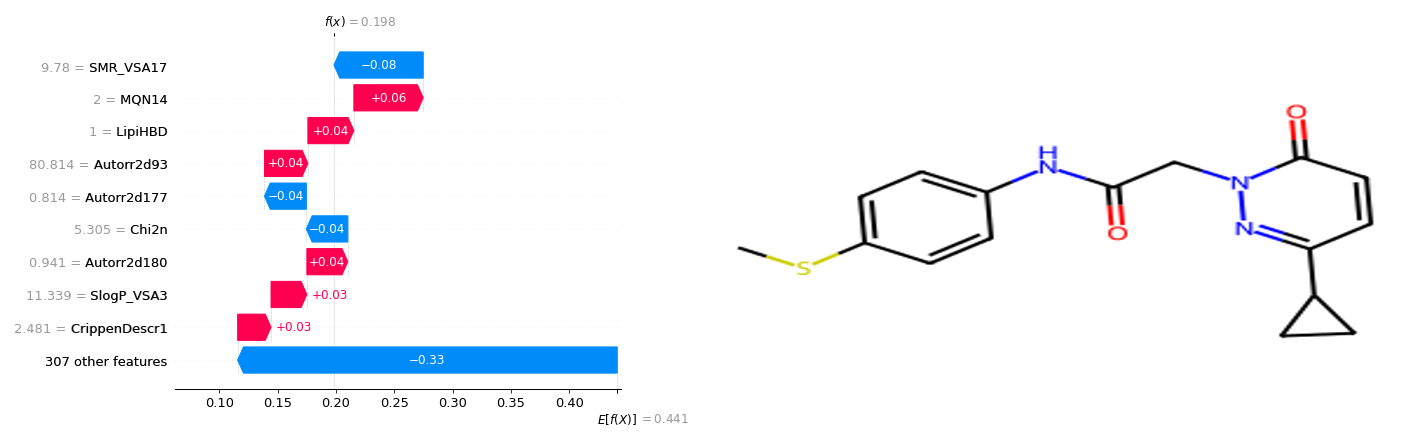 f(x) = 0.198
9.78 = SMR_VSA17
−0.08
2 = MQN14
+0.06
1 = LipiHBD
+0.04
80.814 = Autorr2d93
+0.04
0.814 = Autorr2d177
−0.04
5.305 = Chi2n
−0.04
0.941 = Autorr2d180
+0.04
11.339 = SlogP_VSA3
+0.03
2.481 = CrippenDescr1
+0.03
307 other features
−0.33
0.10 0.15 0.20 0.25 0.30 0.35 0.40
E[f(X)] = 0.441
O
H
N
N
N
O
S